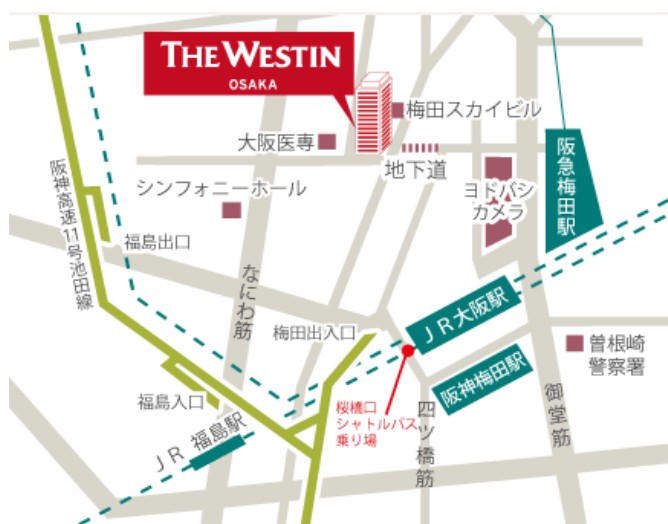 THE WESTIN
OSAKA
梅田スカイビル
大阪医専
地下道
阪急梅田駅
ヨドバシ
カメラ
シンフォニーホール
阪神高速11号池田線
福島出口
なにわ筋
JR大阪駅
梅田出入口
曽根崎
警察署
阪神梅田駅
御堂筋
福島入口
桜橋口
シャトルバス
乗り場
四ツ橋筋
JR 福島駅